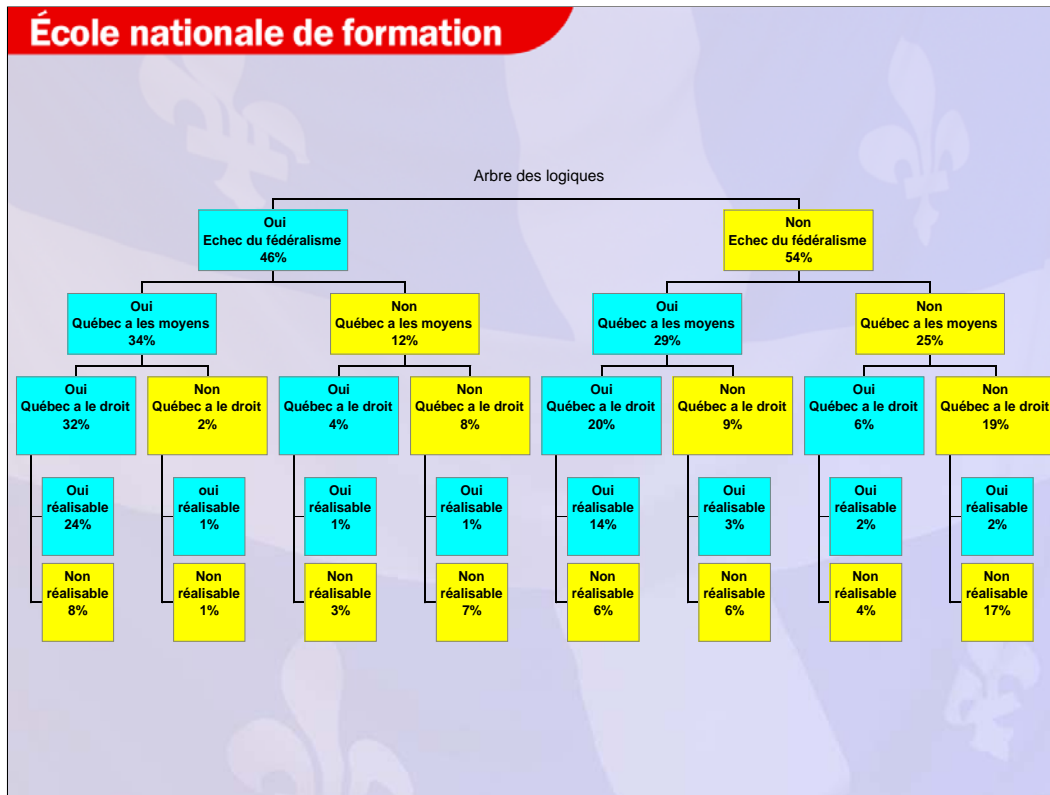 École nationale de formation
Arbre des logiques
Oui
Echec du fédéralisme
46%
Non
Echec du fédéralisme
54%
Oui
Québec a les moyens
34%
Non
Québec a les moyens
12%
Oui
Québec a les moyens
29%
Non
Québec a les moyens
25%
Oui
Québec a le droit
32%
Non
Québec a le droit
2%
Oui
Québec a le droit
4%
Non
Québec a le droit
8%
Oui
Québec a le droit
20%
Non
Québec a le droit
9%
Oui
Québec a le droit
6%
Non
Québec a le droit
19%
Oui
réalisable
24%
oui
réalisable
1%
Oui
réalisable
1%
Oui
réalisable
1%
Oui
réalisable
14%
Oui
réalisable
3%
Oui
réalisable
2%
Oui
réalisable
2%
Non
réalisable
8%
Non
réalisable
1%
Non
réalisable
3%
Non
réalisable
7%
Non
réalisable
6%
Non
réalisable
6%
Non
réalisable
4%
Non
réalisable
17%